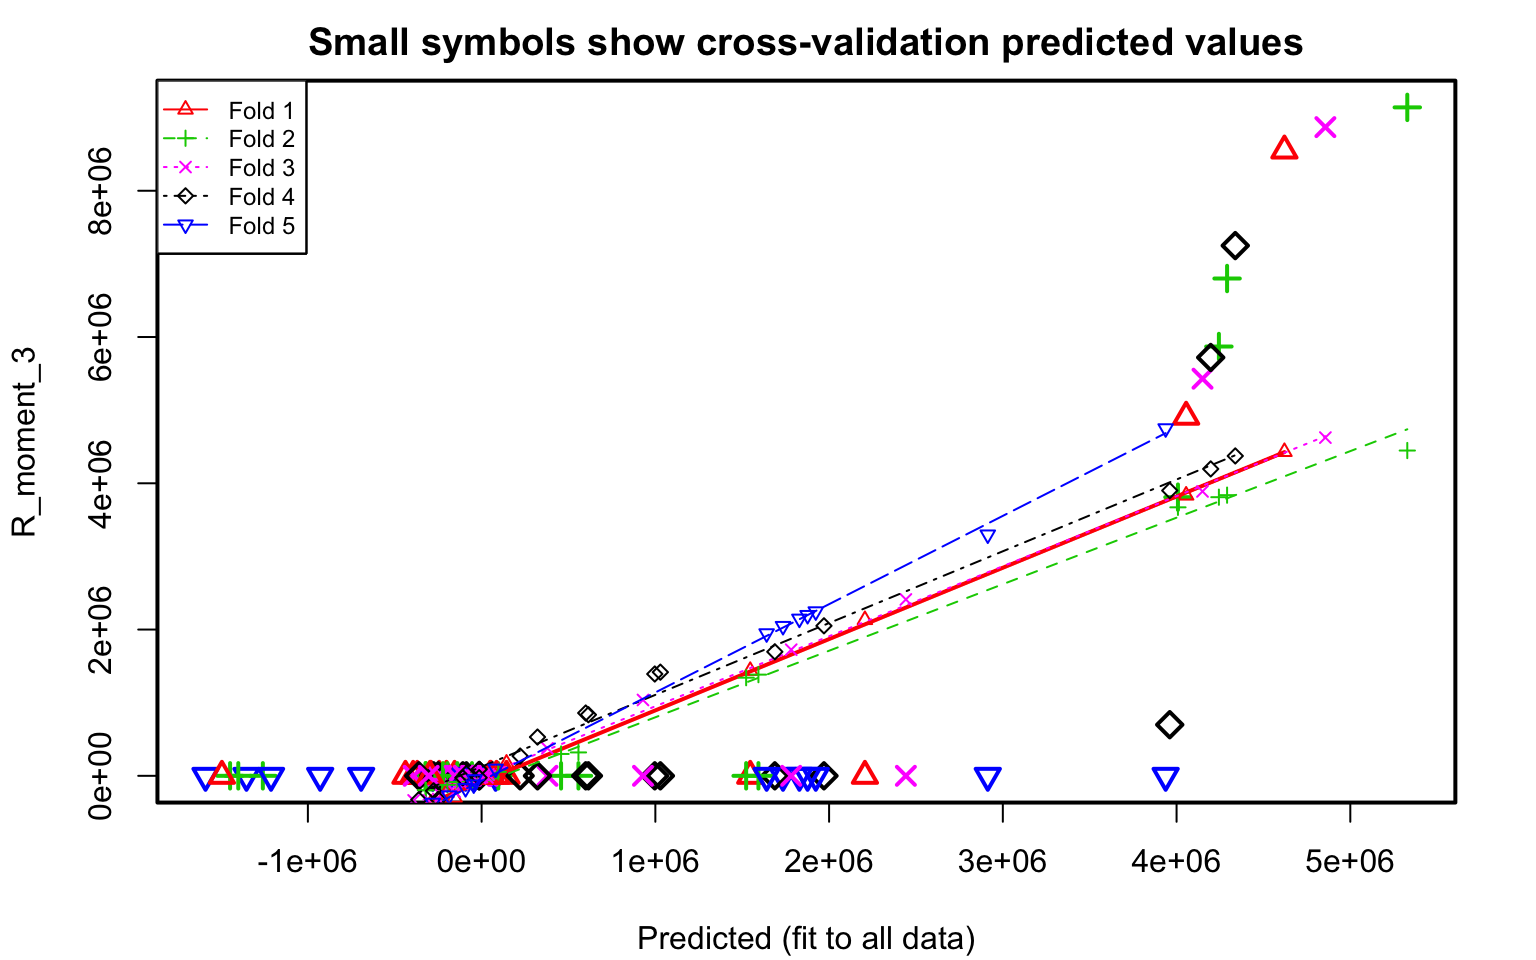 Small symbols show cross-validation predicted values
Fold 1
Fold 2
Fold 3
Fold 4
Fold 5
R_moment_3
8e+06
6e+06
4e+06
2e+06
0e+00
-1e+06 0e+00 1e+06 2e+06 3e+06 4e+06 5e+06
Predicted (fit to all data)